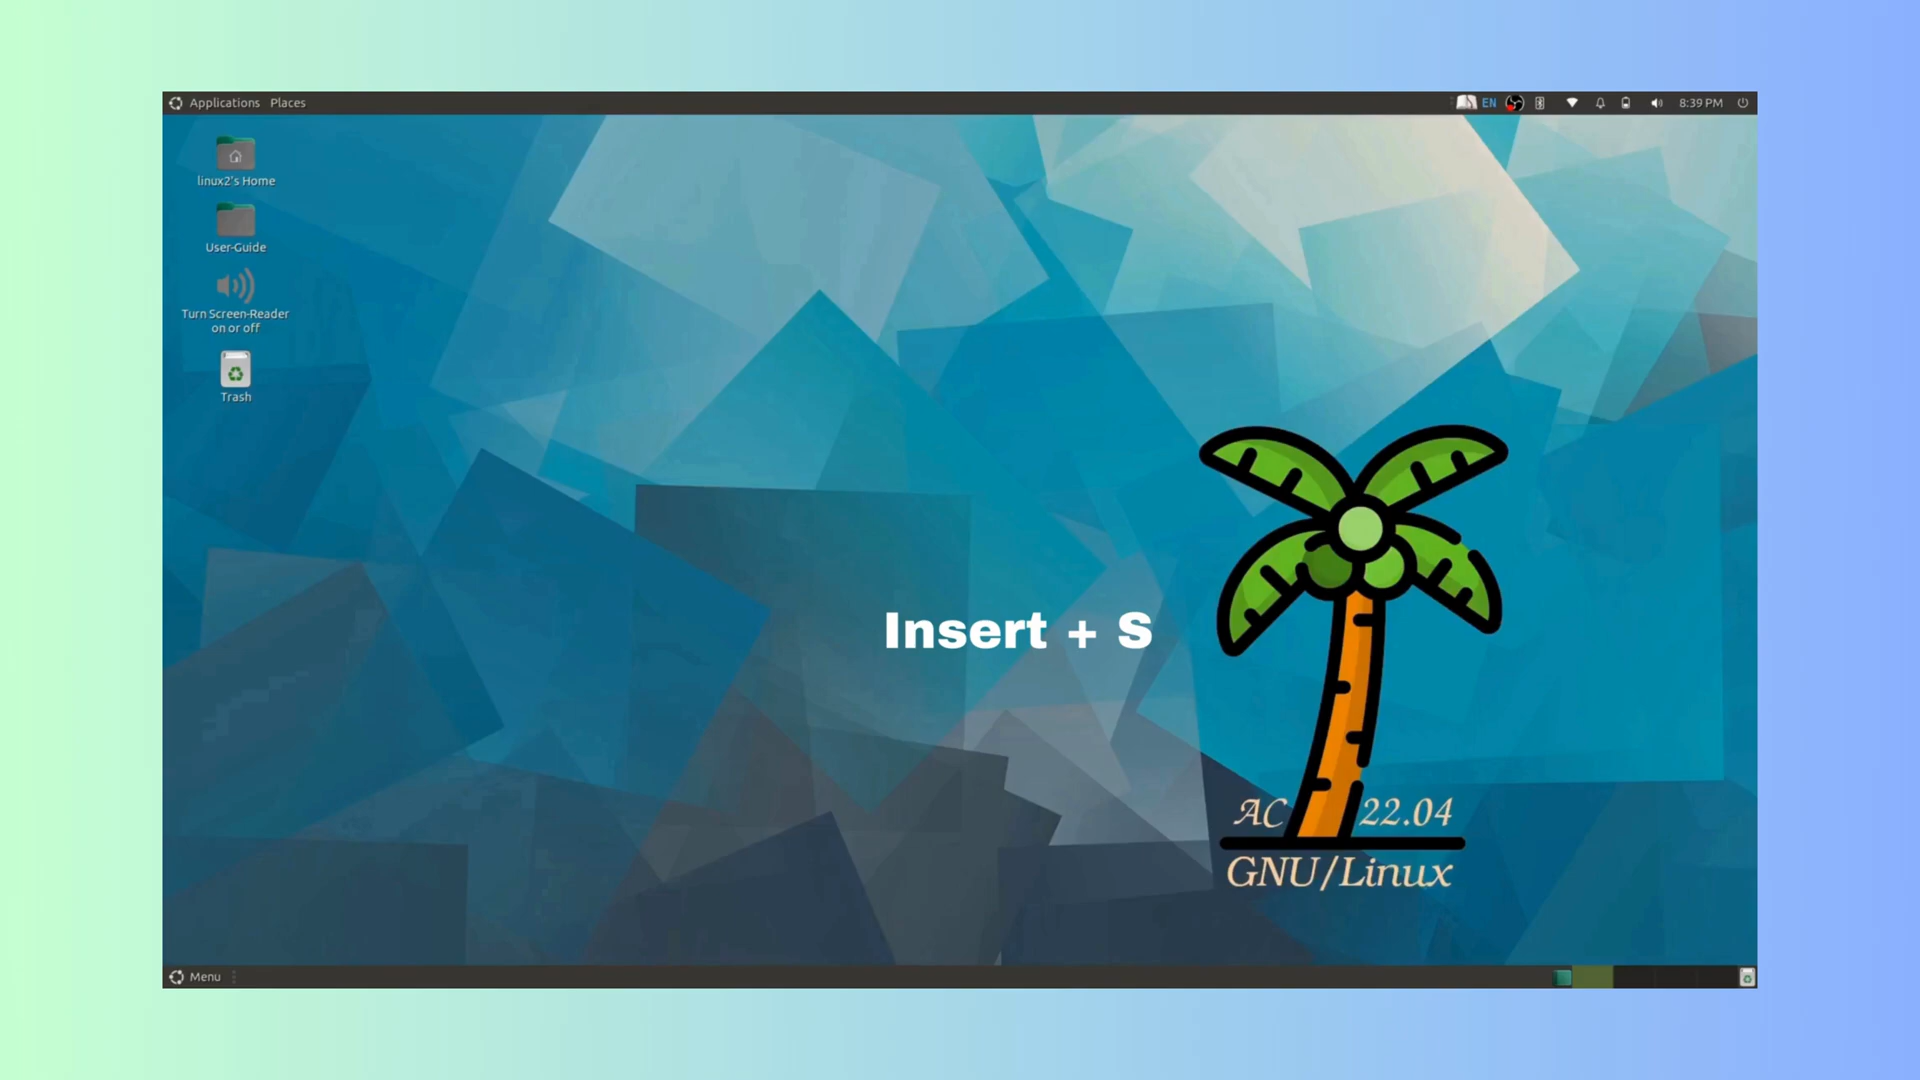 Applications Places
EN 8:39 PM
linux2's Home
User-Guide
Turn Screen-Reader
on or off
Trash
Insert + S
AC 22.04
GNU/Linux
Menu